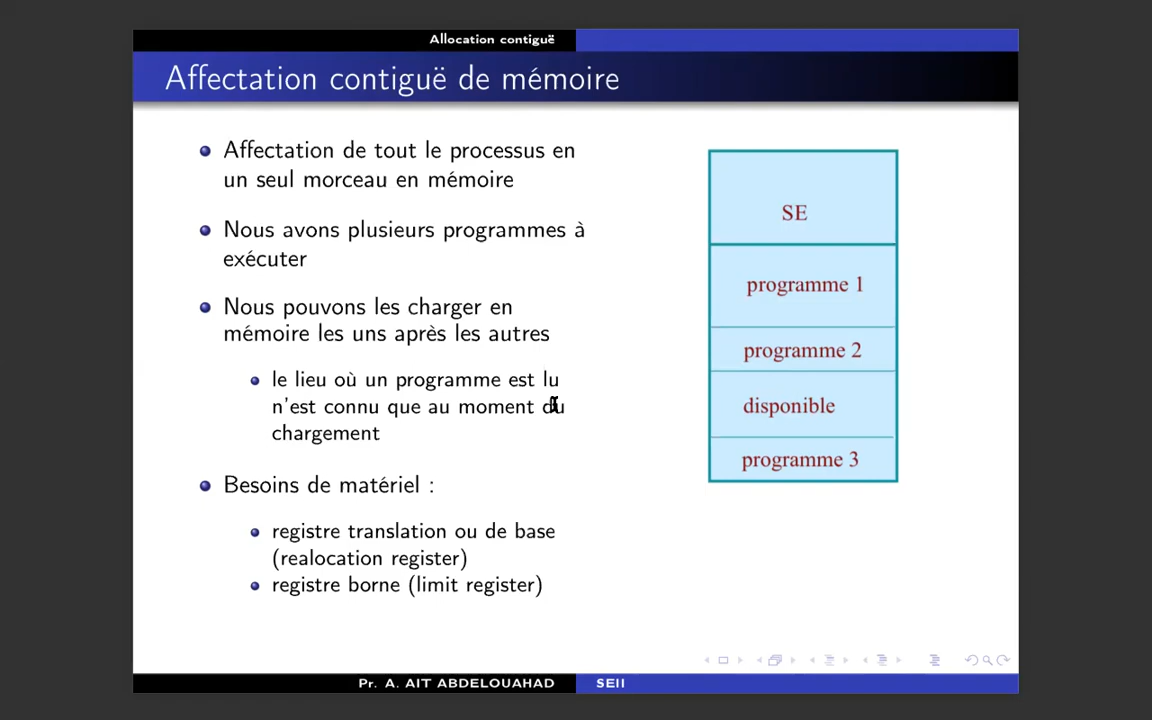 Allocation contiguë
Affectation contiguë de mémoire
Affectation de tout le processus en
un seul morceau en mémoire
Nous avons plusieurs programmes à
exécuter
Nous pouvons les charger en
mémoire les uns après les autres
le lieu où un programme est lu
n'est connu que au moment du
chargement
Besoins de matériel :
registre translation ou de base
(realocation register)
registre borne (limit register)
SE
programme 1
programme 2
disponible
programme 3
Pr. A. AIT ABDELOUAHAD
SEII